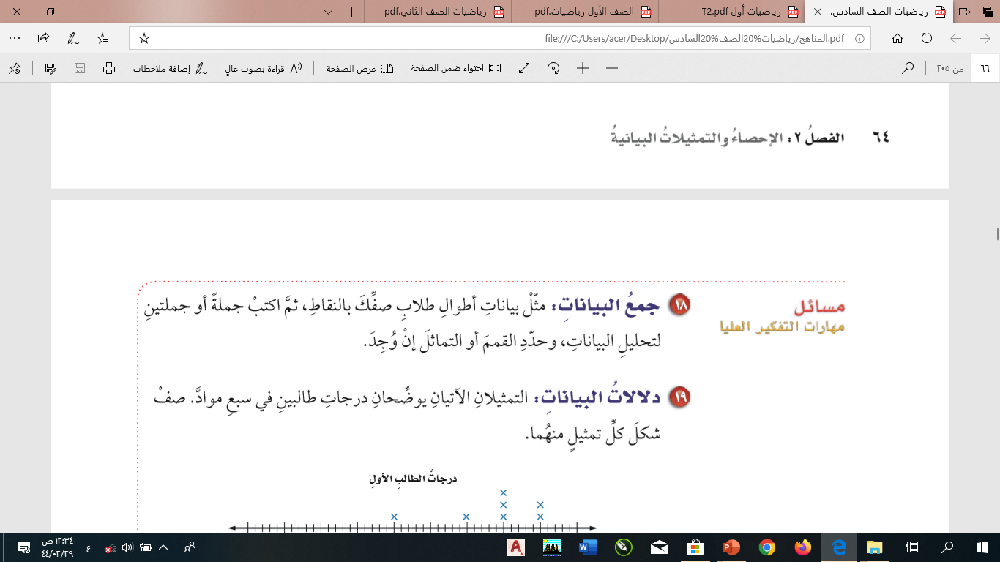 رياضيات الصف السادس.
رياضيات أول T2.pdf
الصف الأول رياضيات.pdf
رياضيات الصف الثاني.pdf
file:///C:/Users/acer/Desktop/المناهج/رياضيات%20الصف%20السادس.pdf
٦٦ من ٢٠٥
احتواء ضمن الصفحة
عرض الصفحة
قراءة بصوت عالٍ
إضافة ملاحظات
٦٤ الفصلُ ٢: الإحصاءُ والتمثيلاتُ البيانيةُ
مسائل
مهارات التفكير العليا
١٨ جمعُ البياناتِ: مثّلْ بياناتِ أطوالِ طلابِ صفِّكَ بالنقاطِ، ثمَّ اكتبْ جملةً أو جملتينِ
لتحليلِ البياناتِ، وحدّدِ القممَ أو التماثلَ إنْ وُجِدَ.
١٩ دلالاتُ البياناتِ: التمثيلانِ الآتيانِ يوضِّحانِ درجاتِ طالبينِ في سبعِ موادَّ. صفْ
شكلَ كلِّ تمثيلٍ منهُما.
درجاتُ الطالبِ الأولِ
١٢:٣٤ ص
٤٤/٠٢/٢٩
ع